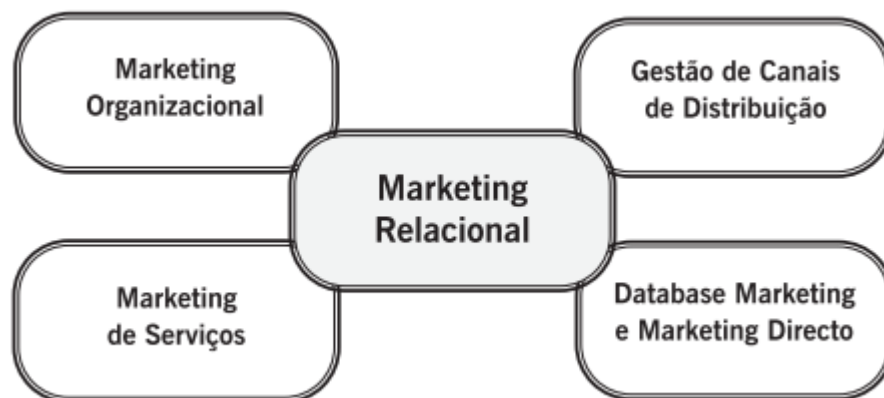 Marketing
Organizacional
Gestão de Canais
de Distribuição
Marketing
Relacional
Marketing
de Serviços
Database Marketing
e Marketing Directo